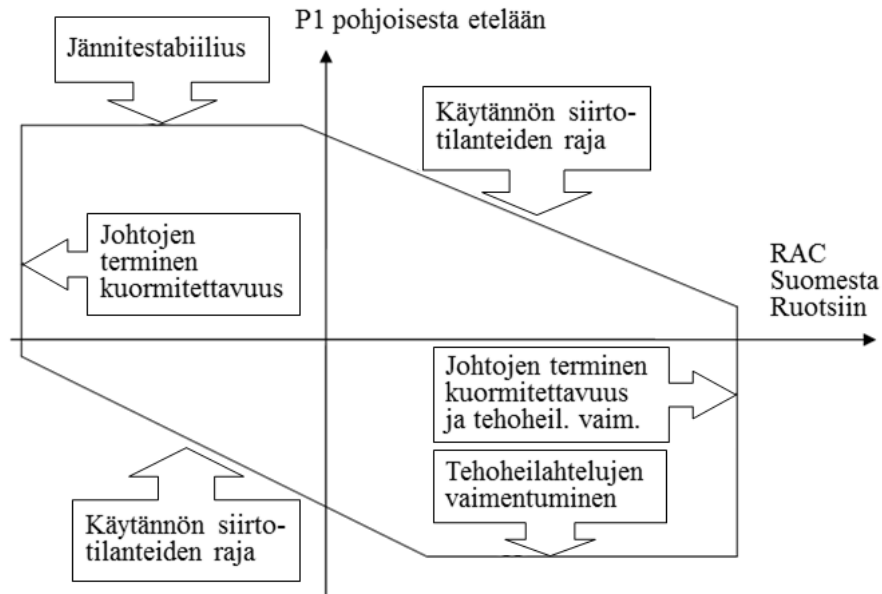 P1 pohjoisesta etelään
Jännitestabiilius
Käytännön siirto-
tilanteiden raja
Johtojen
terminen
kuormitettavuus
RAC
Suomesta
Ruotsiin
Johtojen terminen
kuormitettavuus
ja tehoheil. vaim.
Tehoheilahtelujen
vaimentuminen
Käytännön siirto-
tilanteiden raja